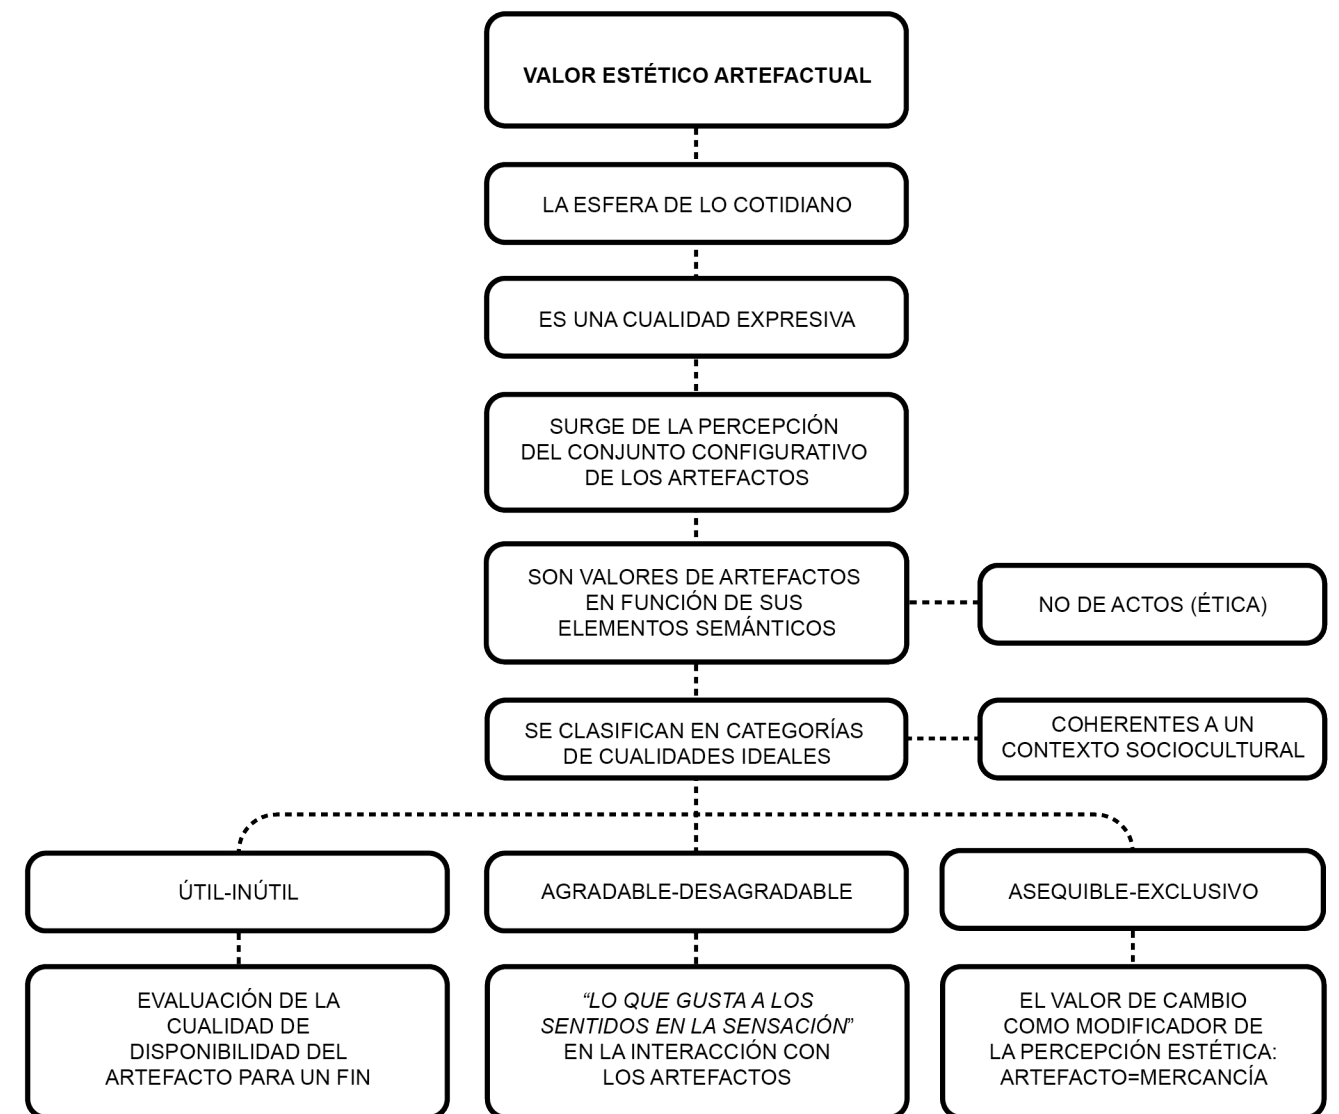 VALOR ESTÉTICO ARTEFACTUAL
LA ESFERA DE LO COTIDIANO
ES UNA CUALIDAD EXPRESIVA
SURGE DE LA PERCEPCIÓN
DEL CONJUNTO CONFIGURATIVO
DE LOS ARTEFACTOS
SON VALORES DE ARTEFACTOS
EN FUNCIÓN DE SUS
ELEMENTOS SEMÁNTICOS
NO DE ACTOS (ÉTICA)
SE CLASIFICAN EN CATEGORÍAS
DE CUALIDADES IDEALES
COHERENTES A UN
CONTEXTO SOCIOCULTURAL
ÚTIL-INÚTIL
AGRADABLE-DESAGRADABLE
ASEQUIBLE-EXCLUSIVO
EVALUACIÓN DE LA
CUALIDAD DE
DISPONIBILIDAD DEL
ARTEFACTO PARA UN FIN
“LO QUE GUSTA A LOS
SENTIDOS EN LA SENSACIÓN”
EN LA INTERACCIÓN CON
LOS ARTEFACTOS
EL VALOR DE CAMBIO
COMO MODIFICADOR DE
LA PERCEPCIÓN ESTÉTICA:
ARTEFACTO=MERCANCÍA